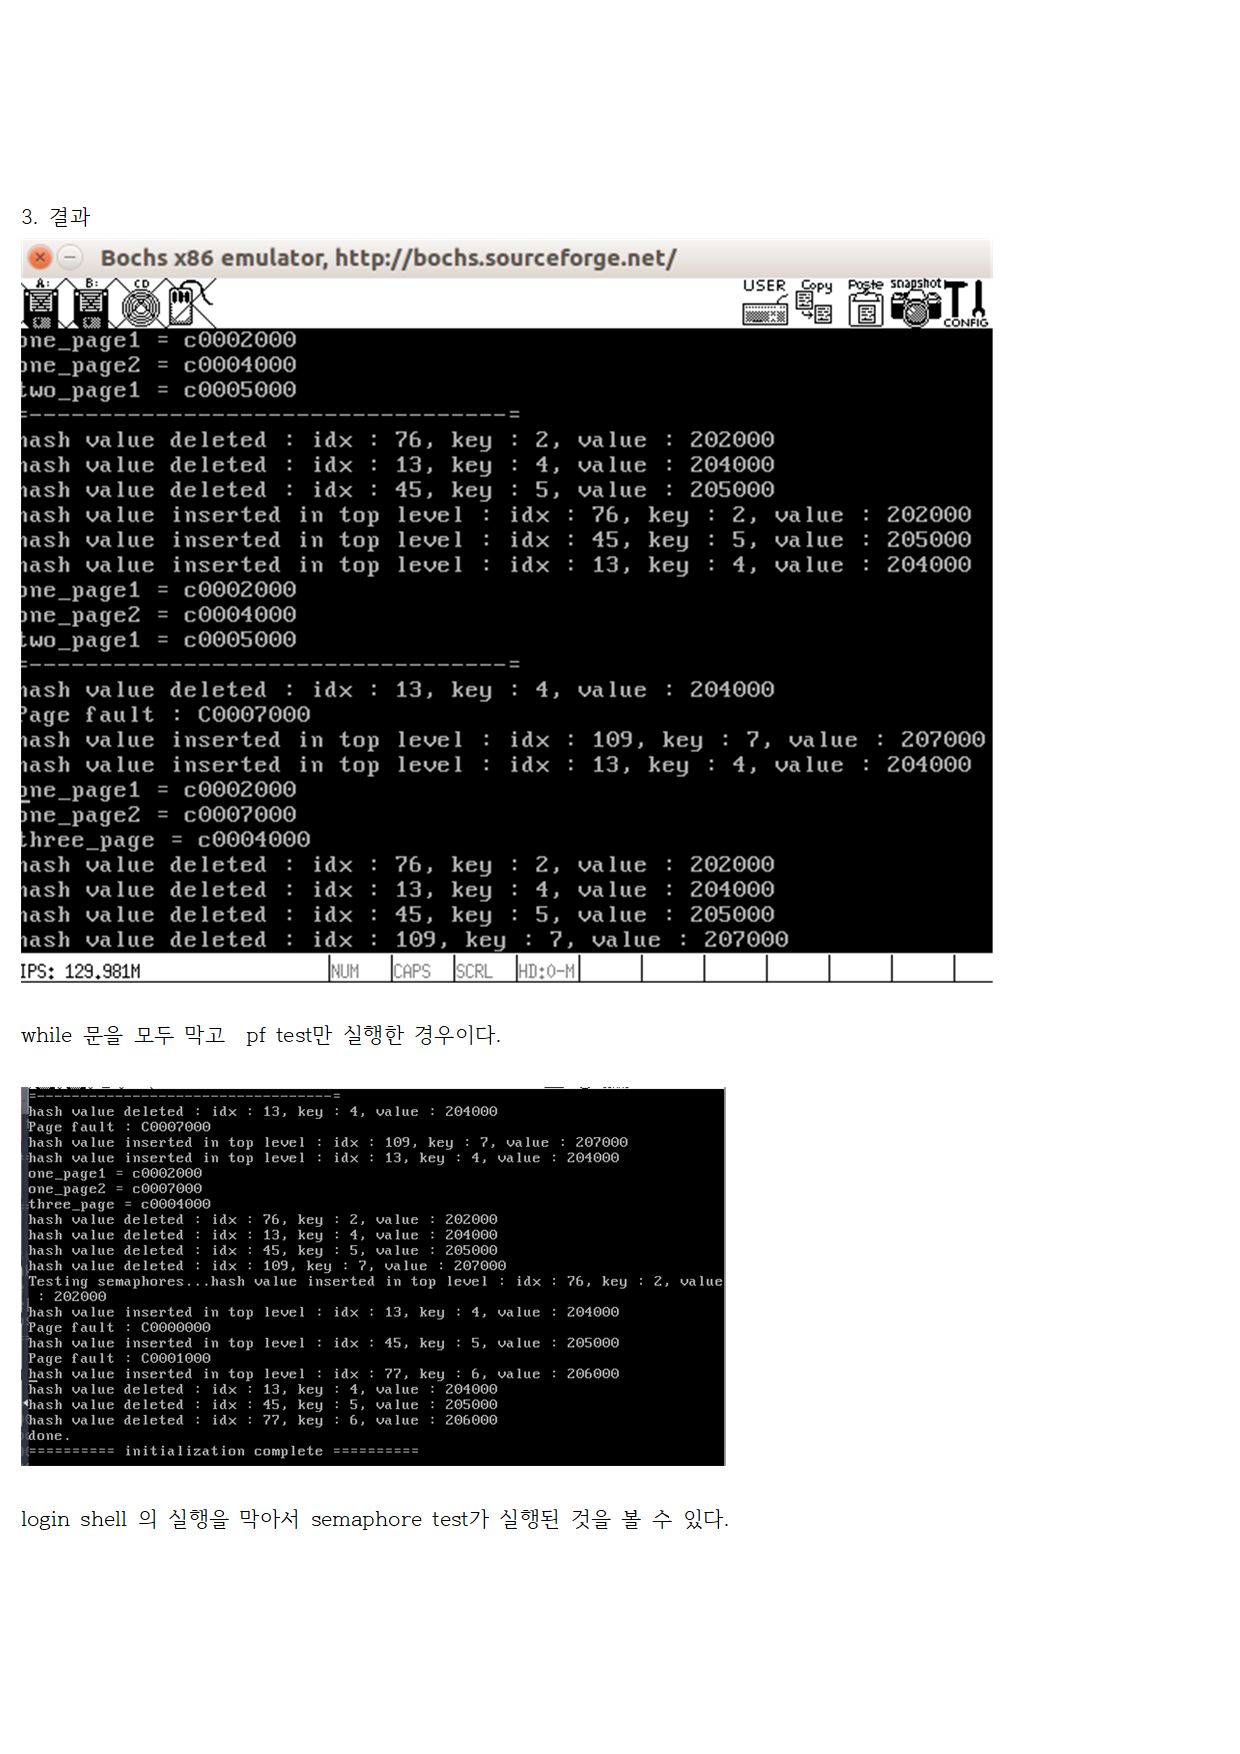 3. 결과
Bochs x86 emulator, http://bochs.sourceforge.net/
A: B: CD USER Copy Poste snapshot CONFIG
one_page1 = c0002000
one_page2 = c0004000
two_page1 = c0005000
=----------------------------------=
hash value deleted : idx : 76, key : 2, value : 202000
hash value deleted : idx : 13, key : 4, value : 204000
hash value deleted : idx : 45, key : 5, value : 205000
hash value inserted in top level : idx : 76, key : 2, value : 202000
hash value inserted in top level : idx : 45, key : 5, value : 205000
hash value inserted in top level : idx : 13, key : 4, value : 204000
one_page1 = c0002000
one_page2 = c0004000
two_page1 = c0005000
=----------------------------------=
hash value deleted : idx : 13, key : 4, value : 204000
Page fault : C0007000
hash value inserted in top level : idx : 109, key : 7, value : 207000
hash value inserted in top level : idx : 13, key : 4, value : 204000
one_page1 = c0002000
one_page2 = c0007000
three_page = c0004000
hash value deleted : idx : 76, key : 2, value : 202000
hash value deleted : idx : 13, key : 4, value : 204000
hash value deleted : idx : 45, key : 5, value : 205000
hash value deleted : idx : 109, key : 7, value : 207000
IPS: 129.981M NUM CAPS SCRL HD:0-M
while 문을 모두 막고 pf test만 실행한 경우이다.
=----------------------------------=
hash value deleted : idx : 13, key : 4, value : 204000
Page fault : C0007000
hash value inserted in top level : idx : 109, key : 7, value : 207000
hash value inserted in top level : idx : 13, key : 4, value : 204000
one_page1 = c0002000
one_page2 = c0007000
three_page = c0004000
hash value deleted : idx : 76, key : 2, value : 202000
hash value deleted : idx : 13, key : 4, value : 204000
hash value deleted : idx : 45, key : 5, value : 205000
hash value deleted : idx : 109, key : 7, value : 207000
Testing semaphores...hash value inserted in top level : idx : 76, key : 2, value
: 202000
hash value inserted in top level : idx : 13, key : 4, value : 204000
Page fault : C0000000
hash value inserted in top level : idx : 45, key : 5, value : 205000
Page fault : C0001000
hash value inserted in top level : idx : 77, key : 6, value : 206000
hash value deleted : idx : 13, key : 4, value : 204000
hash value deleted : idx : 45, key : 5, value : 205000
hash value deleted : idx : 77, key : 6, value : 206000
done.
========== initialization complete ==========
login shell 의 실행을 막아서 semaphore test가 실행된 것을 볼 수 있다.